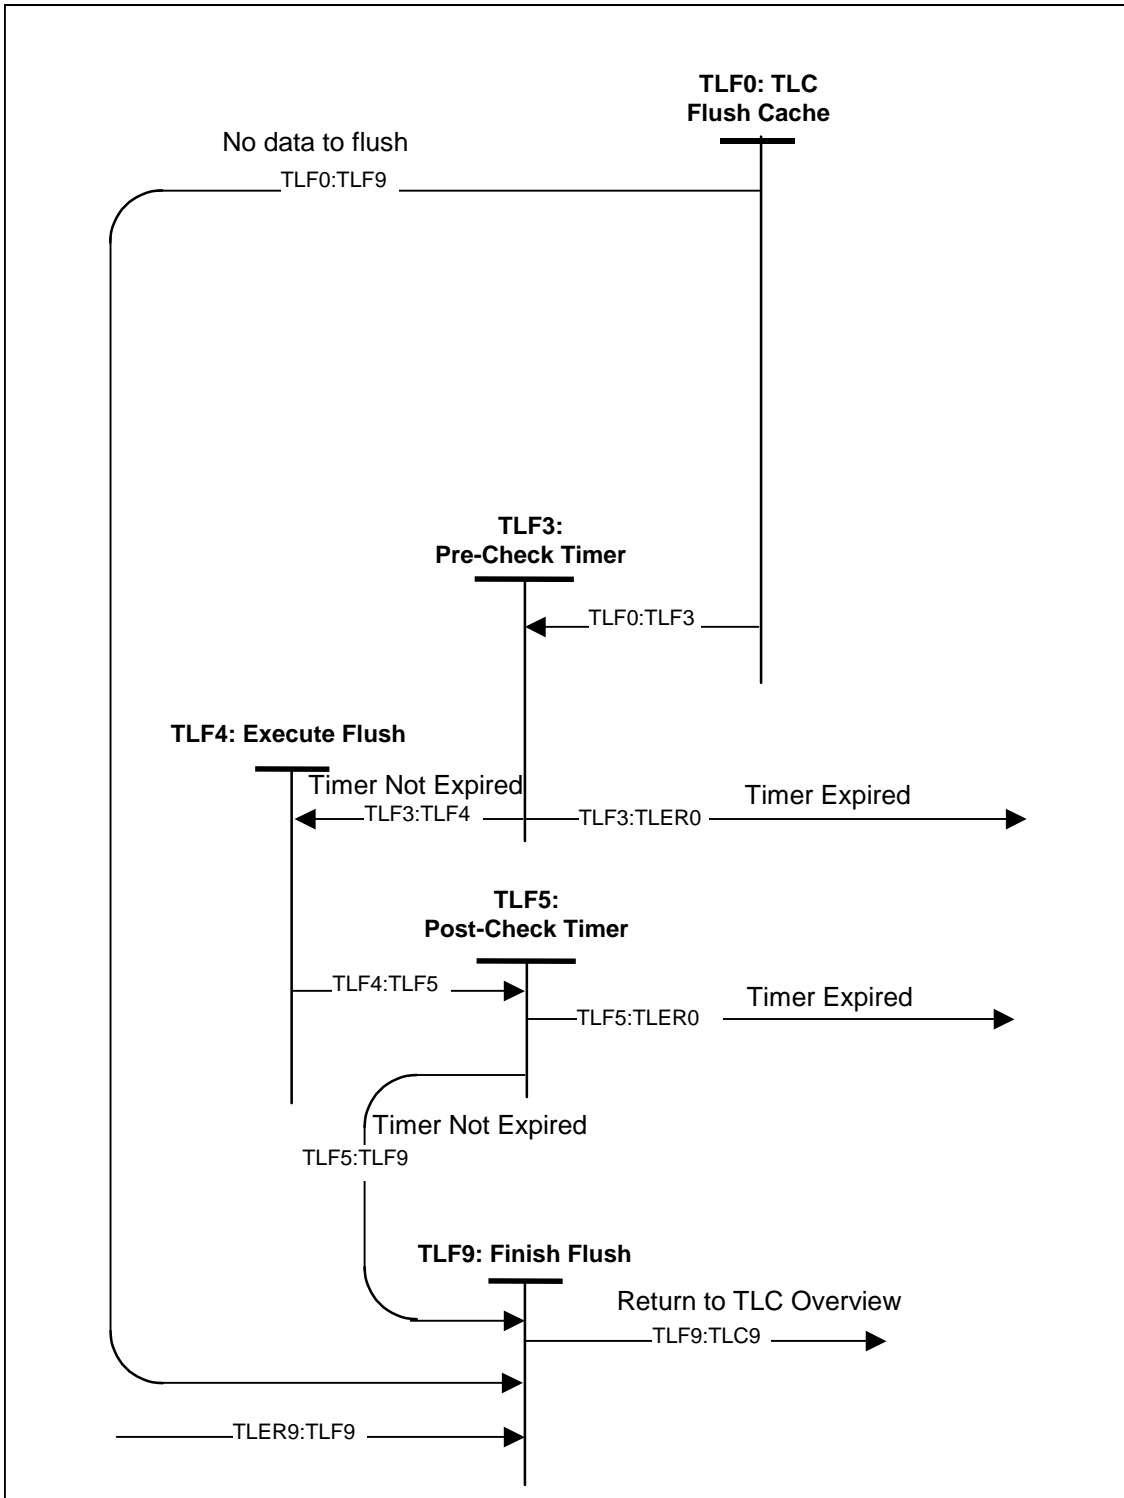 TLF0: TLC
Flush Cache
No data to flush
TLF0:TLF9
TLF3:
Pre-Check Timer
TLF0:TLF3
TLF4: Execute Flush
Timer Not Expired
TLF3:TLF4
TLF3:TLER0
Timer Expired
TLF5:
Post-Check Timer
TLF4:TLF5
TLF5:TLER0
Timer Expired
Timer Not Expired
TLF5:TLF9
TLF9: Finish Flush
Return to TLC Overview
TLF9:TLC9
TLER9:TLF9